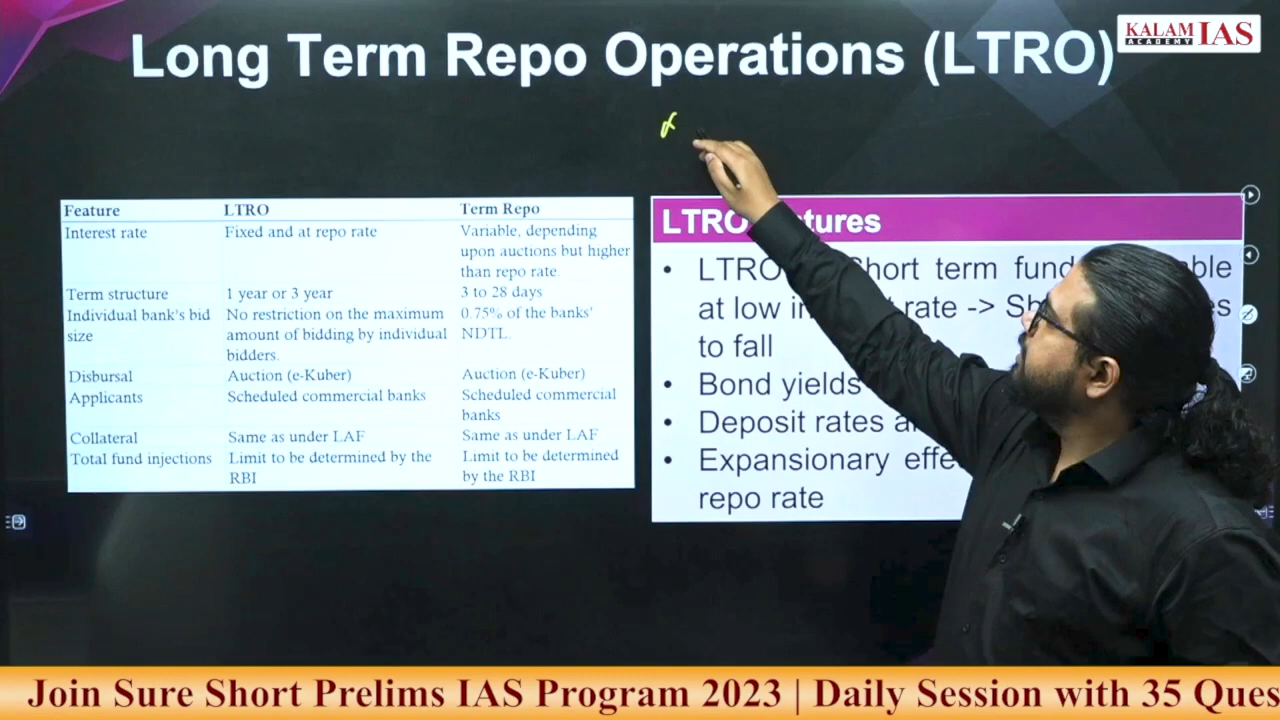 Long Term Repo Operations (LTRO)
KALAM IAS
ACADEMY
Feature LTRO Term Repo
Interest rate Fixed and at repo rate Variable, depending
upon auctions but higher
than repo rate.
Term structure 1 year or 3 year 3 to 28 days
Individual bank's bid No restriction on the maximum 0.75% of the banks'
size amount of bidding by individual NDTL.
bidders.
Disbursal Auction (e-Kuber) Auction (e-Kuber)
Applicants Scheduled commercial banks Scheduled commercial
banks
Collateral Same as under LAF Same as under LAF
Total fund injections Limit to be determined by the Limit to be determined
RBI by the RBI
LTRO
• LTRO Short term fund
at low rate ->
to fall
• Bond yields
• Deposit rates
• Expansionary
repo rate
Join Sure Short Prelims IAS Program 2023 | Daily Session with 35 Ques